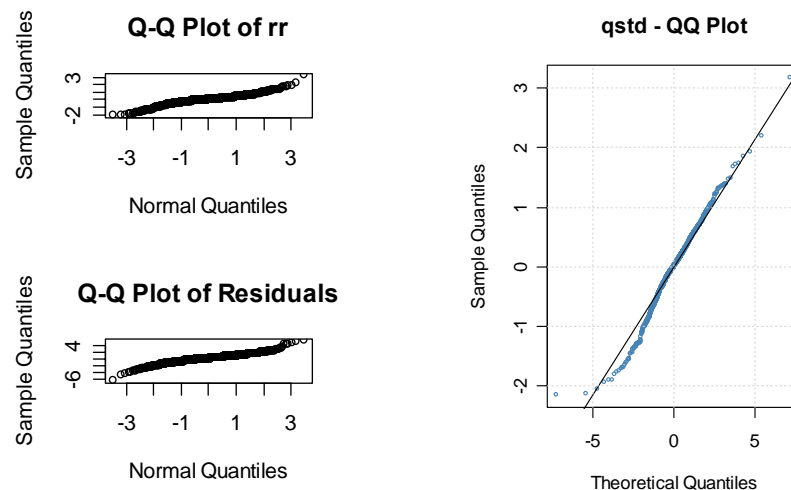 Q-Q Plot of rr
Sample Quantiles
3
-2
-3 -1 1 3
Normal Quantiles
Q-Q Plot of Residuals
Sample Quantiles
4
-6
-3 -1 1 3
Normal Quantiles
qstd - QQ Plot
Sample Quantiles
3
2
1
0
-1
-2
-5 0 5
Theoretical Quantiles